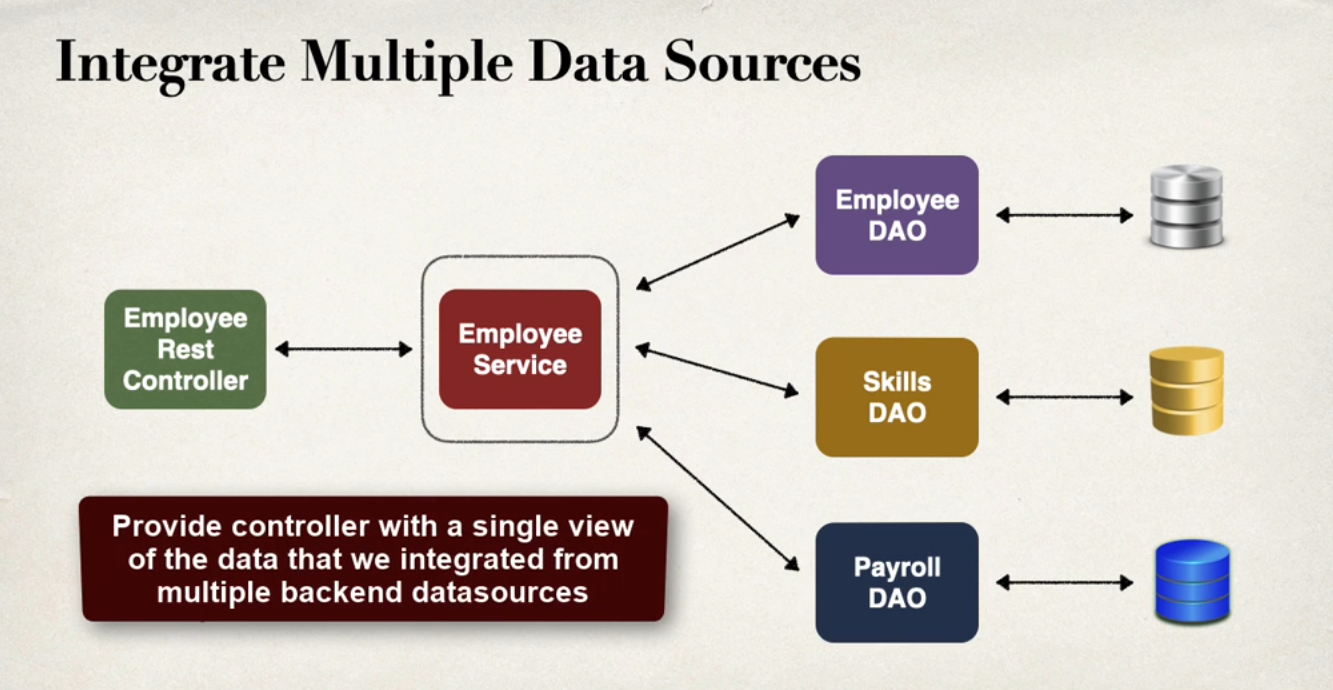 Integrate Multiple Data Sources
Employee
DAO
Employee
Rest
Controller
Employee
Service
Skills
DAO
Provide controller with a single view
of the data that we integrated from
multiple backend datasources
Payroll
DAO